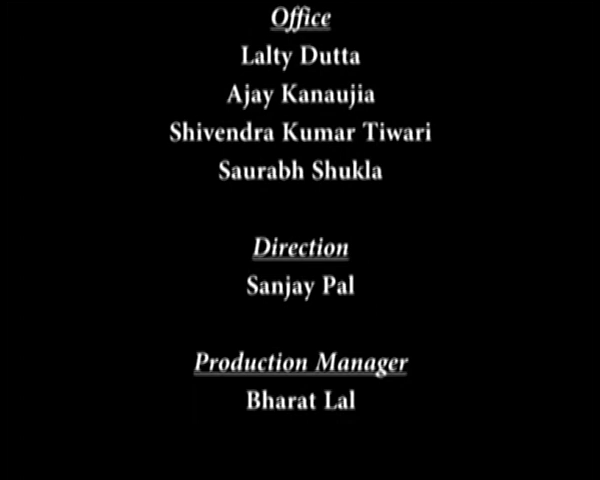 Office
Lalty Dutta
Ajay Kanaujia
Shivendra Kumar Tiwari
Saurabh Shukla
Direction
Sanjay Pal
Production Manager
Bharat Lal